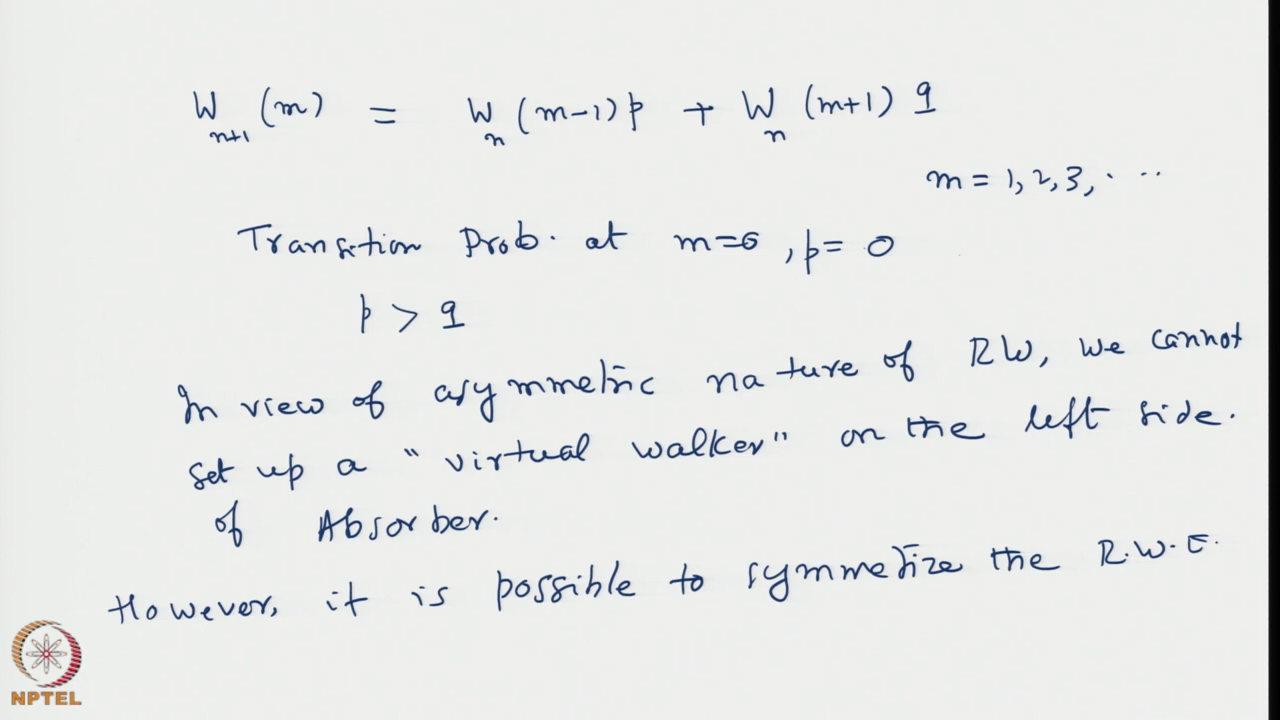 W_{n+1} (m) = W_n (m-1) p + W_n (m+1) q
m = 1, 2, 3, . . .
Transition Prob. at m=0, p= 0
p > q
In view of asymmetric nature of RW, we cannot
set up a "virtual walker" on the left side.
of Absorber.
However, it is possible to symmetrize the R.W.E.
NPTEL